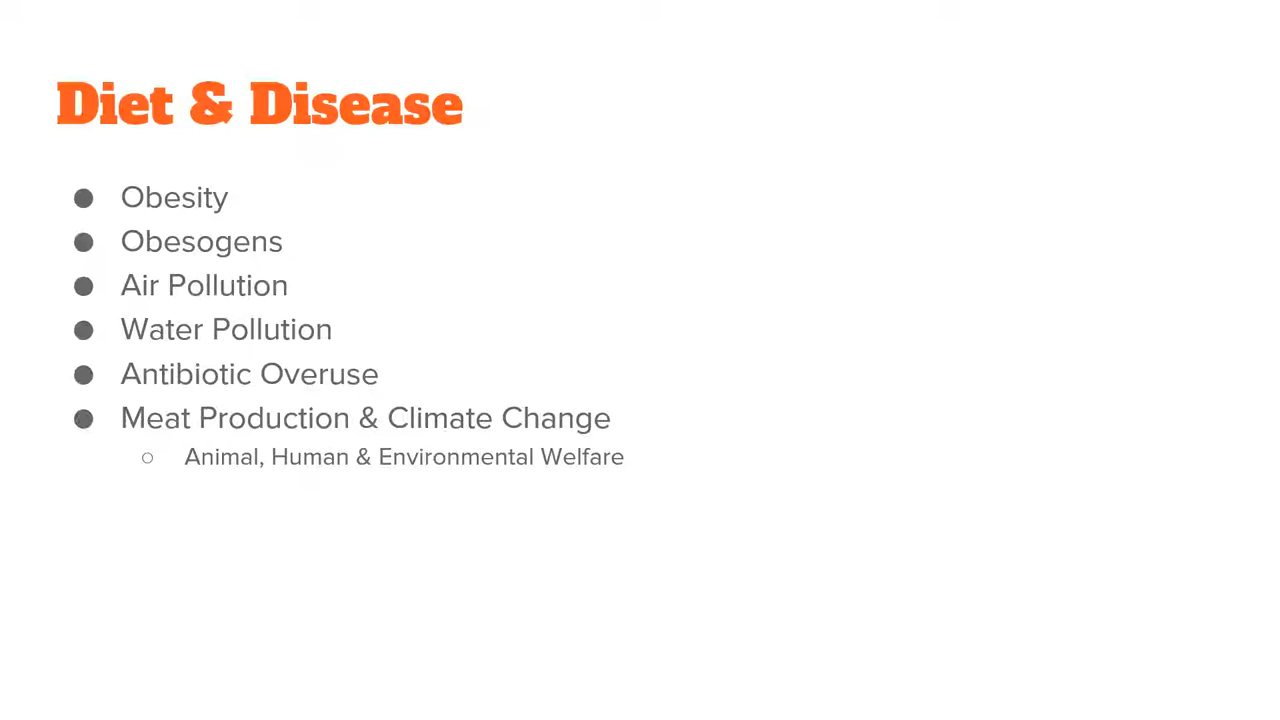 Diet & Disease
● Obesity
● Obesogens
● Air Pollution
● Water Pollution
● Antibiotic Overuse
● Meat Production & Climate Change
○ Animal, Human & Environmental Welfare